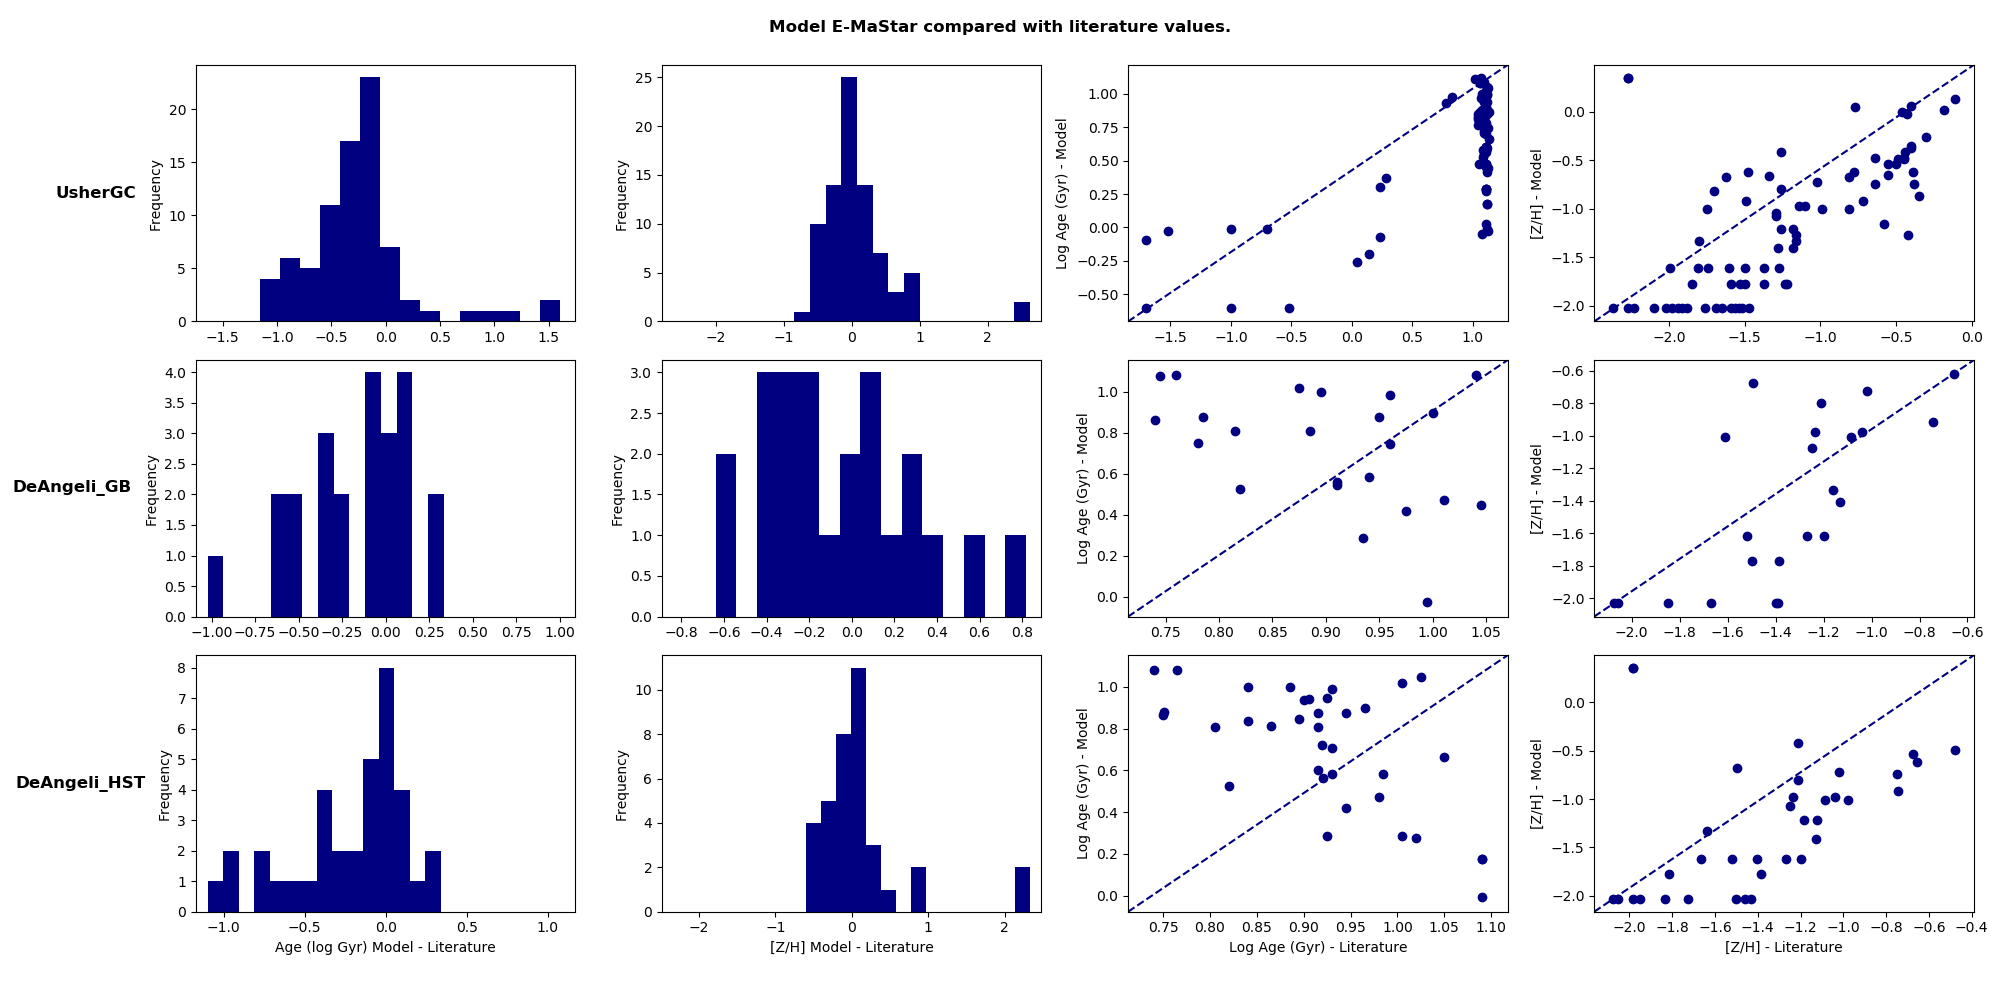 Model E-MaStar compared with literature values.
UsherGC
Frequency
20
15
10
5
0
−1.5 −1.0 −0.5 0.0 0.5 1.0 1.5
Frequency
25
20
15
10
5
0
−2 −1 0 1 2
Log Age (Gyr) - Model
1.00
0.75
0.50
0.25
0.00
−0.25
−0.50
−1.5 −1.0 −0.5 0.0 0.5 1.0
[Z/H] - Model
0.0
−0.5
−1.0
−1.5
−2.0
−2.0 −1.5 −1.0 −0.5 0.0
DeAngeli_GB
Frequency
4.0
3.5
3.0
2.5
2.0
1.5
1.0
0.5
0.0
−1.00 −0.75 −0.50 −0.25 0.00 0.25 0.50 0.75 1.00
Frequency
3.0
2.5
2.0
1.5
1.0
0.5
0.0
−0.8 −0.6 −0.4 −0.2 0.0 0.2 0.4 0.6 0.8
Log Age (Gyr) - Model
1.0
0.8
0.6
0.4
0.2
0.0
0.75 0.80 0.85 0.90 0.95 1.00 1.05
[Z/H] - Model
−0.6
−0.8
−1.0
−1.2
−1.4
−1.6
−1.8
−2.0
−2.0 −1.8 −1.6 −1.4 −1.2 −1.0 −0.8 −0.6
DeAngeli_HST
Frequency
8
7
6
5
4
3
2
1
0
−1.0 −0.5 0.0 0.5 1.0
Age (log Gyr) Model - Literature
Frequency
10
8
6
4
2
0
−2 −1 0 1 2
[Z/H] Model - Literature
Log Age (Gyr) - Model
1.0
0.8
0.6
0.4
0.2
0.0
0.75 0.80 0.85 0.90 0.95 1.00 1.05 1.10
Log Age (Gyr) - Literature
[Z/H] - Model
0.0
−0.5
−1.0
−1.5
−2.0
−2.0 −1.8 −1.6 −1.4 −1.2 −1.0 −0.8 −0.6 −0.4
[Z/H] - Literature